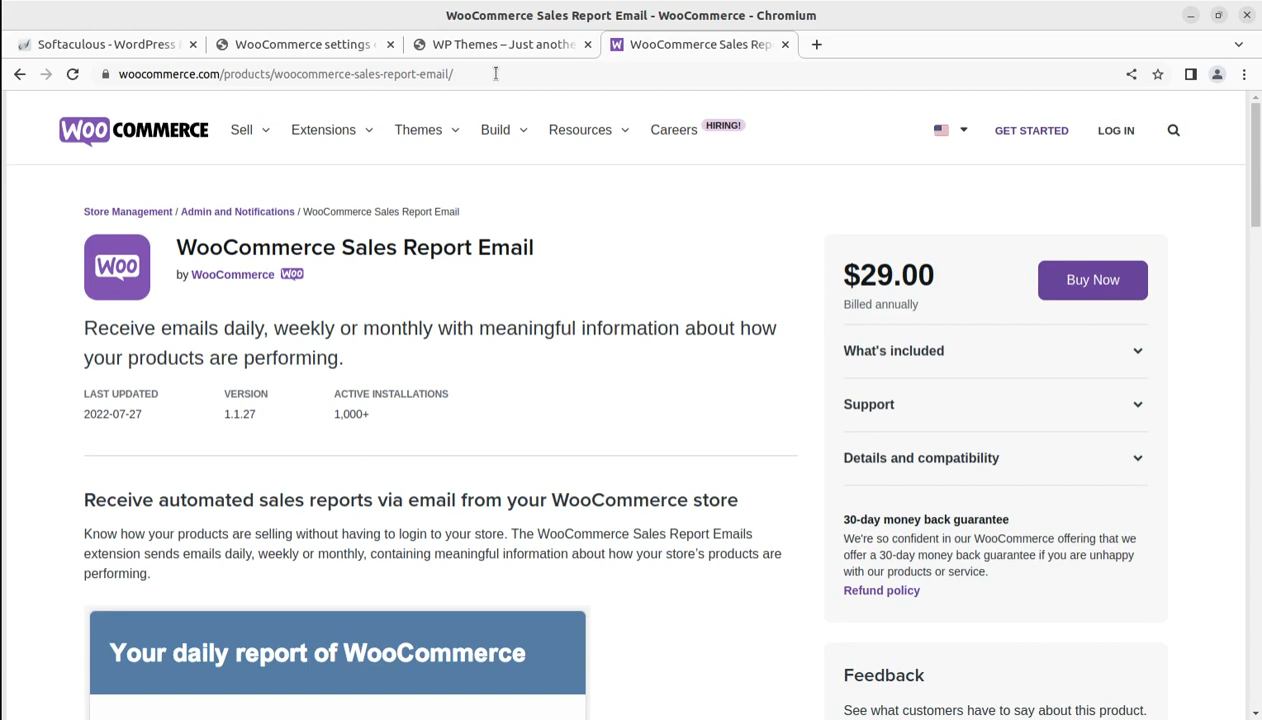 WooCommerce Sales Report Email - WooCommerce - Chromium
Softaculous - WordPress
WooCommerce settings
WP Themes – Just anothe
WooCommerce Sales Rep
woocommerce.com/products/woocommerce-sales-report-email/
WOO COMMERCE
Sell
Extensions
Themes
Build
Resources
Careers
HIRING!
GET STARTED
LOG IN
Store Management / Admin and Notifications / WooCommerce Sales Report Email
WOO
WooCommerce Sales Report Email
by WooCommerce WOO
Receive emails daily, weekly or monthly with meaningful information about how
your products are performing.
LAST UPDATED
VERSION
ACTIVE INSTALLATIONS
2022-07-27
1.1.27
1,000+
Receive automated sales reports via email from your WooCommerce store
Know how your products are selling without having to login to your store. The WooCommerce Sales Report Emails
extension sends emails daily, weekly or monthly, containing meaningful information about how your store's products are
performing.
Your daily report of WooCommerce
$29.00
Billed annually
Buy Now
What's included
Support
Details and compatibility
30-day money back guarantee
We're so confident in our WooCommerce offering that we
offer a 30-day money back guarantee if you are unhappy
with our products or service.
Refund policy
Feedback
See what customers have to say about this product.